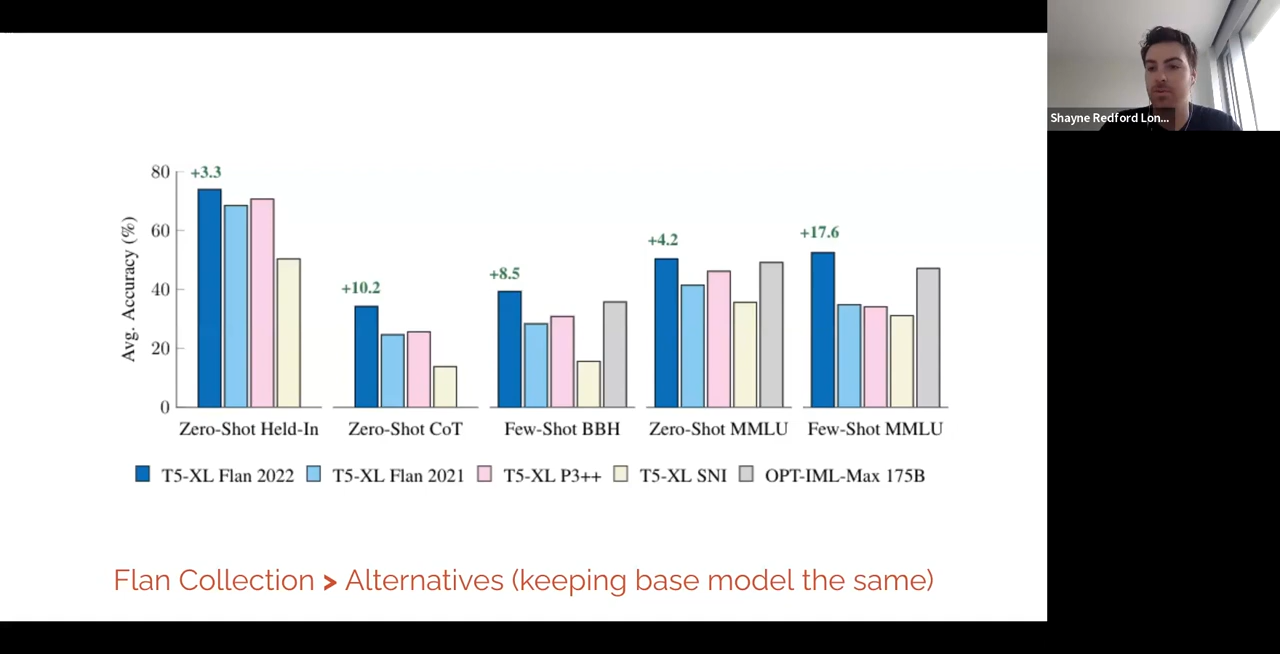 Shayne Redford Lon...
80
60
40
20
0
Avg. Accuracy (%)
+3.3
+10.2
+8.5
+4.2
+17.6
Zero-Shot Held-In
Zero-Shot CoT
Few-Shot BBH
Zero-Shot MMLU
Few-Shot MMLU
T5-XL Flan 2022
T5-XL Flan 2021
T5-XL P3++
T5-XL SNI
OPT-IML-Max 175B
Flan Collection > Alternatives (keeping base model the same)